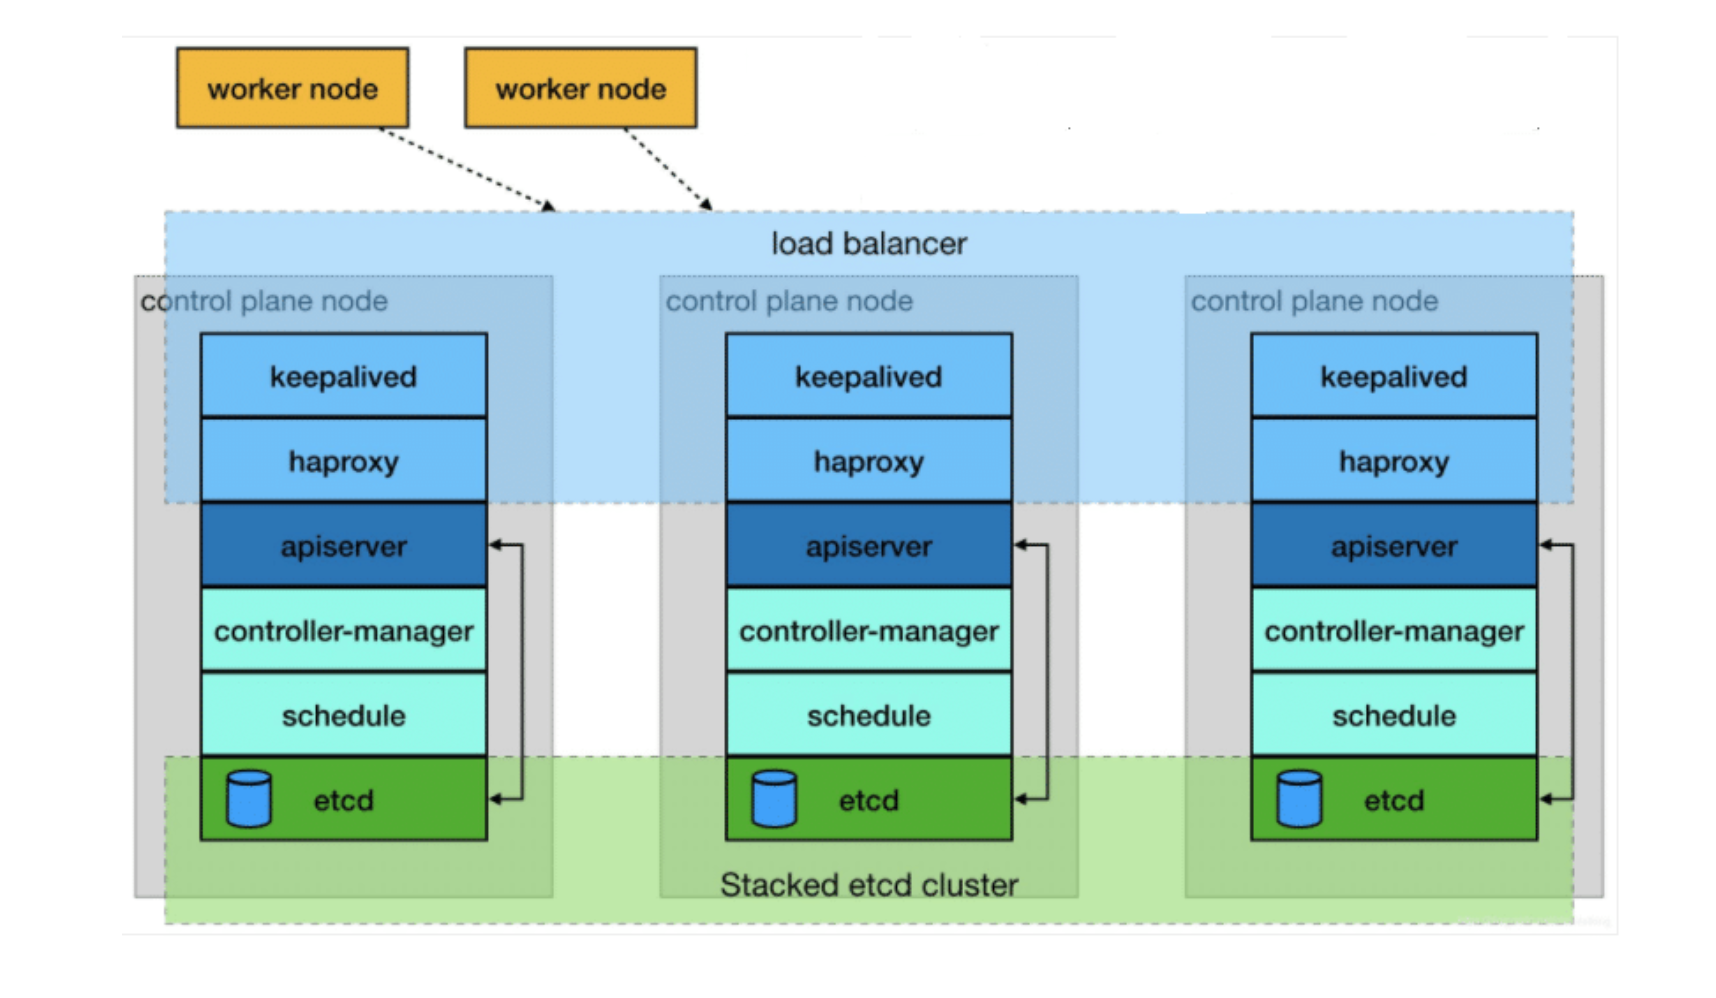 worker node
worker node
load balancer
control plane node
control plane node
control plane node
keepalived
keepalived
keepalived
haproxy
haproxy
haproxy
apiserver
apiserver
apiserver
controller-manager
controller-manager
controller-manager
schedule
schedule
schedule
etcd
etcd
etcd
Stacked etcd cluster